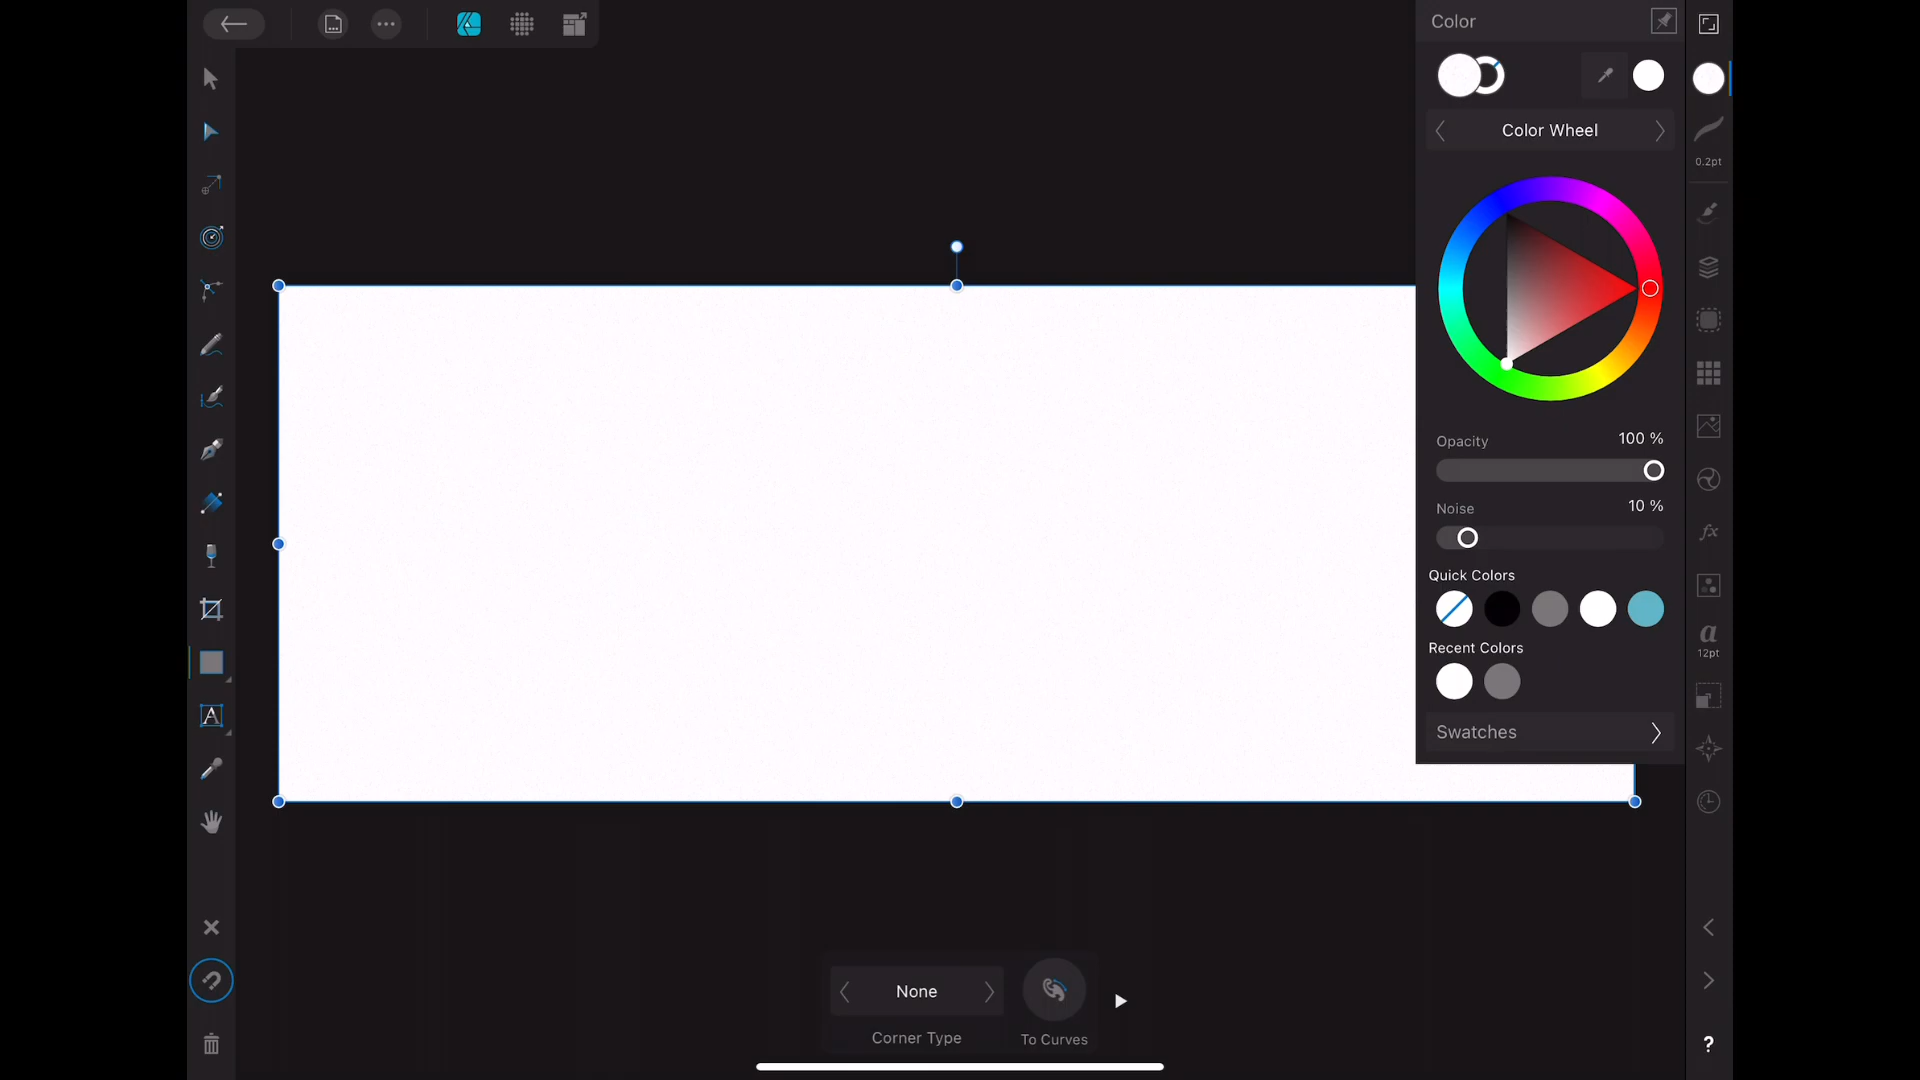 Color
Color Wheel
0.2pt
Opacity 100 %
Noise 10 %
Quick Colors
Recent Colors
a
12pt
Swatches
fx
A
None
Corner Type
To Curves
?